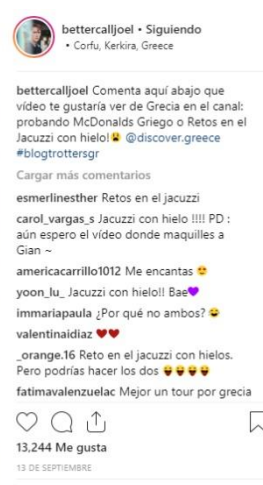 bettercalljoel • Siguiendo
• Corfu, Kerkira, Greece
bettercalljoel Comenta aquí abajo que
vídeo te gustaría ver de Grecia en el canal:
probando McDonalds Griego o Retos en el
Jacuzzi con hielo!😫 @discover.greece
#blogtrottersgr
Cargar más comentarios
esmerlinesther Retos en el jacuzzi
carol_vargas_s Jacuzzi con hielo !!!! PD :
aún espero el vídeo donde maquilles a
Gian ~
americacarrillo1012 Me encantas 😍
yoon_lu_ Jacuzzi con hielo!! Bae💜
immariapaula ¿Por qué no ambos? 😂
valentinaidiaz ❤❤
_orange.16 Reto en el jacuzzi con hielos.
Pero podrías hacer los dos 😝😝😝😝
fatimavalenzuelac Mejor un tour por grecia
13,244 Me gusta
13 DE SEPTIEMBRE